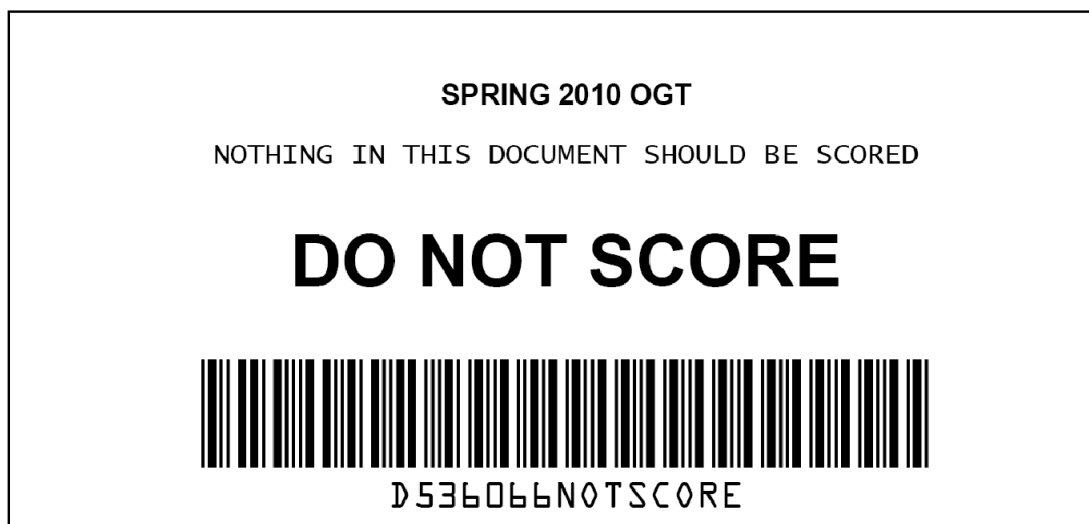 SPRING 2010 OGT
NOTHING IN THIS DOCUMENT SHOULD BE SCORED
DO NOT SCORE
D536066NOTSCORE